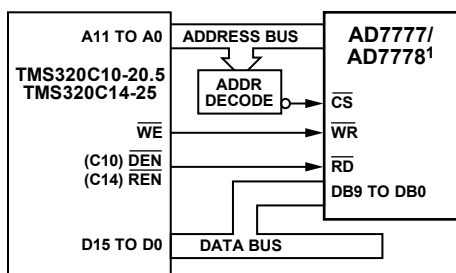 A11 TO A0
ADDRESS BUS
AD7777/
AD7778¹
TMS320C10-20.5
TMS320C14-25
ADDR
DECODE
CS
WE
WR
(C10) DEN
(C14) REN
RD
DB9 TO DB0
D15 TO D0
DATA BUS